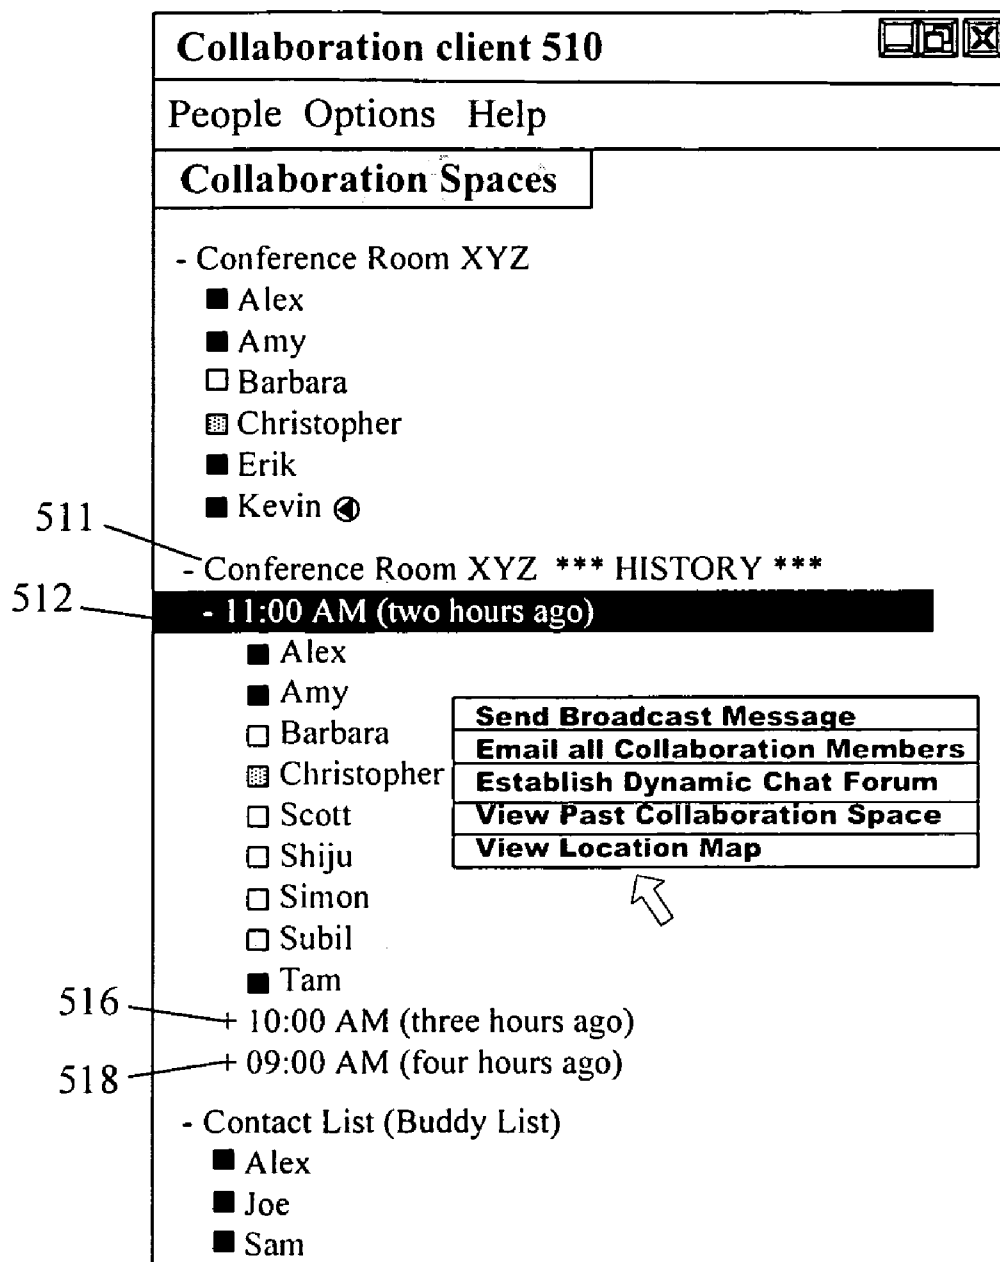 Collaboration client 510
People Options Help
Collaboration Spaces
- Conference Room XYZ
Alex
Amy
Barbara
Christopher
Erik
Kevin
511
- Conference Room XYZ *** HISTORY ***
512
- 11:00 AM (two hours ago)
Alex
Amy
Barbara
Christopher
Scott
Shiju
Simon
Subil
Tam
Send Broadcast Message
Email all Collaboration Members
Establish Dynamic Chat Forum
View Past Collaboration Space
View Location Map
516
+ 10:00 AM (three hours ago)
518
+ 09:00 AM (four hours ago)
- Contact List (Buddy List)
Alex
Joe
Sam